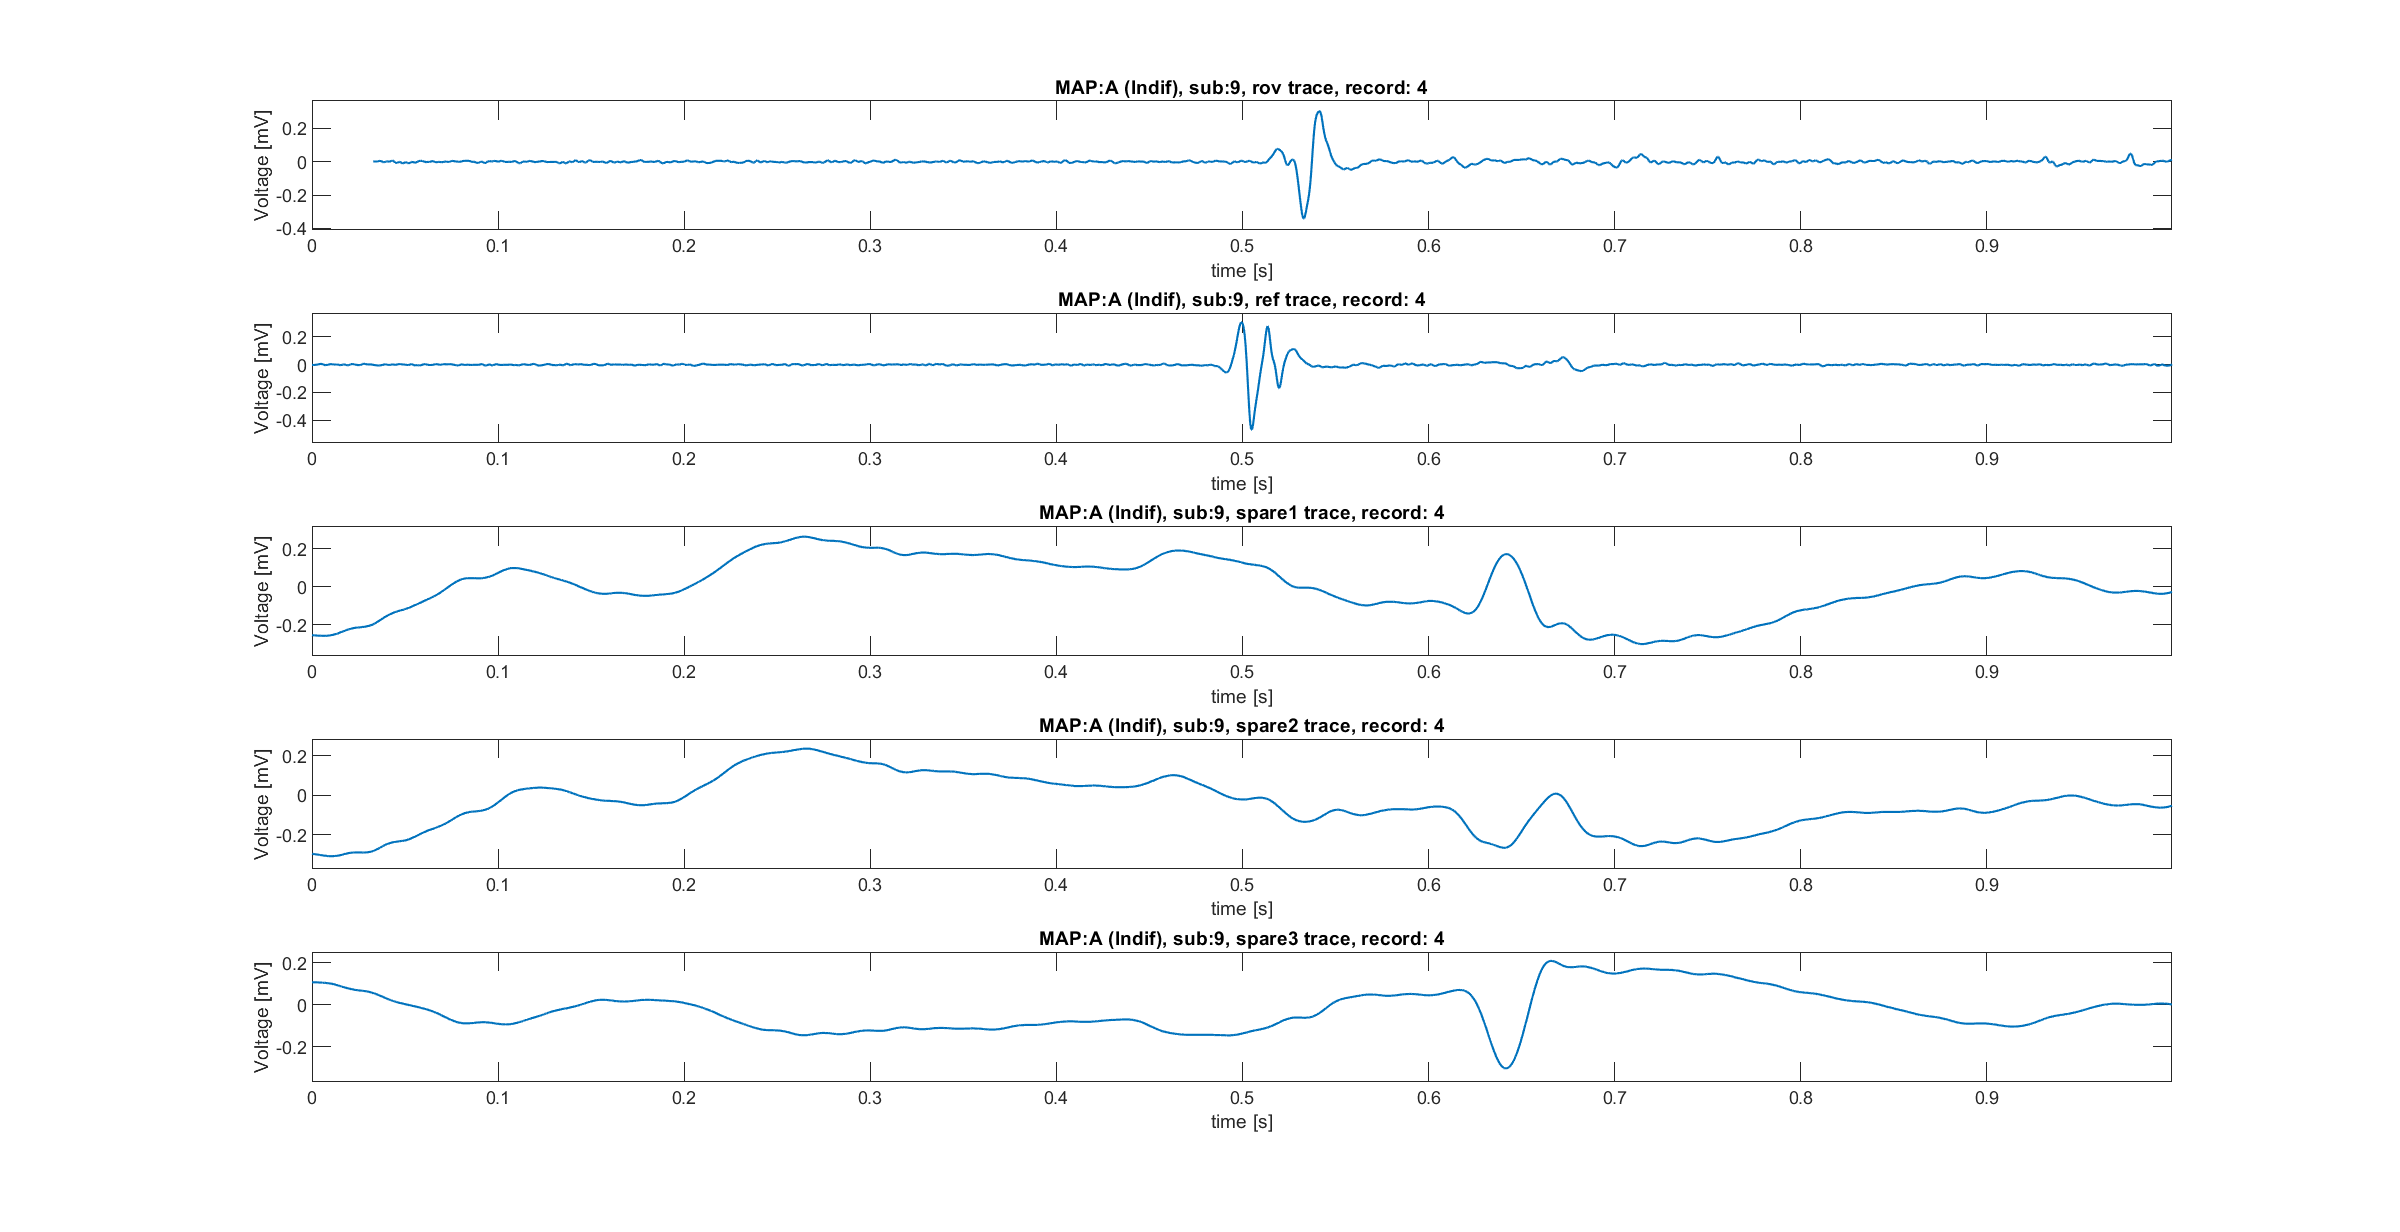 MAP:A (Indif), sub:9, rov trace, record: 4
Voltage [mV]
0.2
0
-0.2
-0.4
0 0.1 0.2 0.3 0.4 0.5 0.6 0.7 0.8 0.9
time [s]
MAP:A (Indif), sub:9, ref trace, record: 4
Voltage [mV]
0.2
0
-0.2
-0.4
0 0.1 0.2 0.3 0.4 0.5 0.6 0.7 0.8 0.9
time [s]
MAP:A (Indif), sub:9, spare1 trace, record: 4
Voltage [mV]
0.2
0
-0.2
0 0.1 0.2 0.3 0.4 0.5 0.6 0.7 0.8 0.9
time [s]
MAP:A (Indif), sub:9, spare2 trace, record: 4
Voltage [mV]
0.2
0
-0.2
0 0.1 0.2 0.3 0.4 0.5 0.6 0.7 0.8 0.9
time [s]
MAP:A (Indif), sub:9, spare3 trace, record: 4
Voltage [mV]
0.2
0
-0.2
0 0.1 0.2 0.3 0.4 0.5 0.6 0.7 0.8 0.9
time [s]